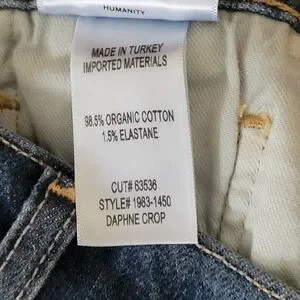 HUMANITY
MADE IN TURKEY
IMPORTED MATERIALS
98.5% ORGANIC COTTON
1.5% ELASTANE
CUT# 63536
STYLE# 1983-1450
DAPHNE CROP